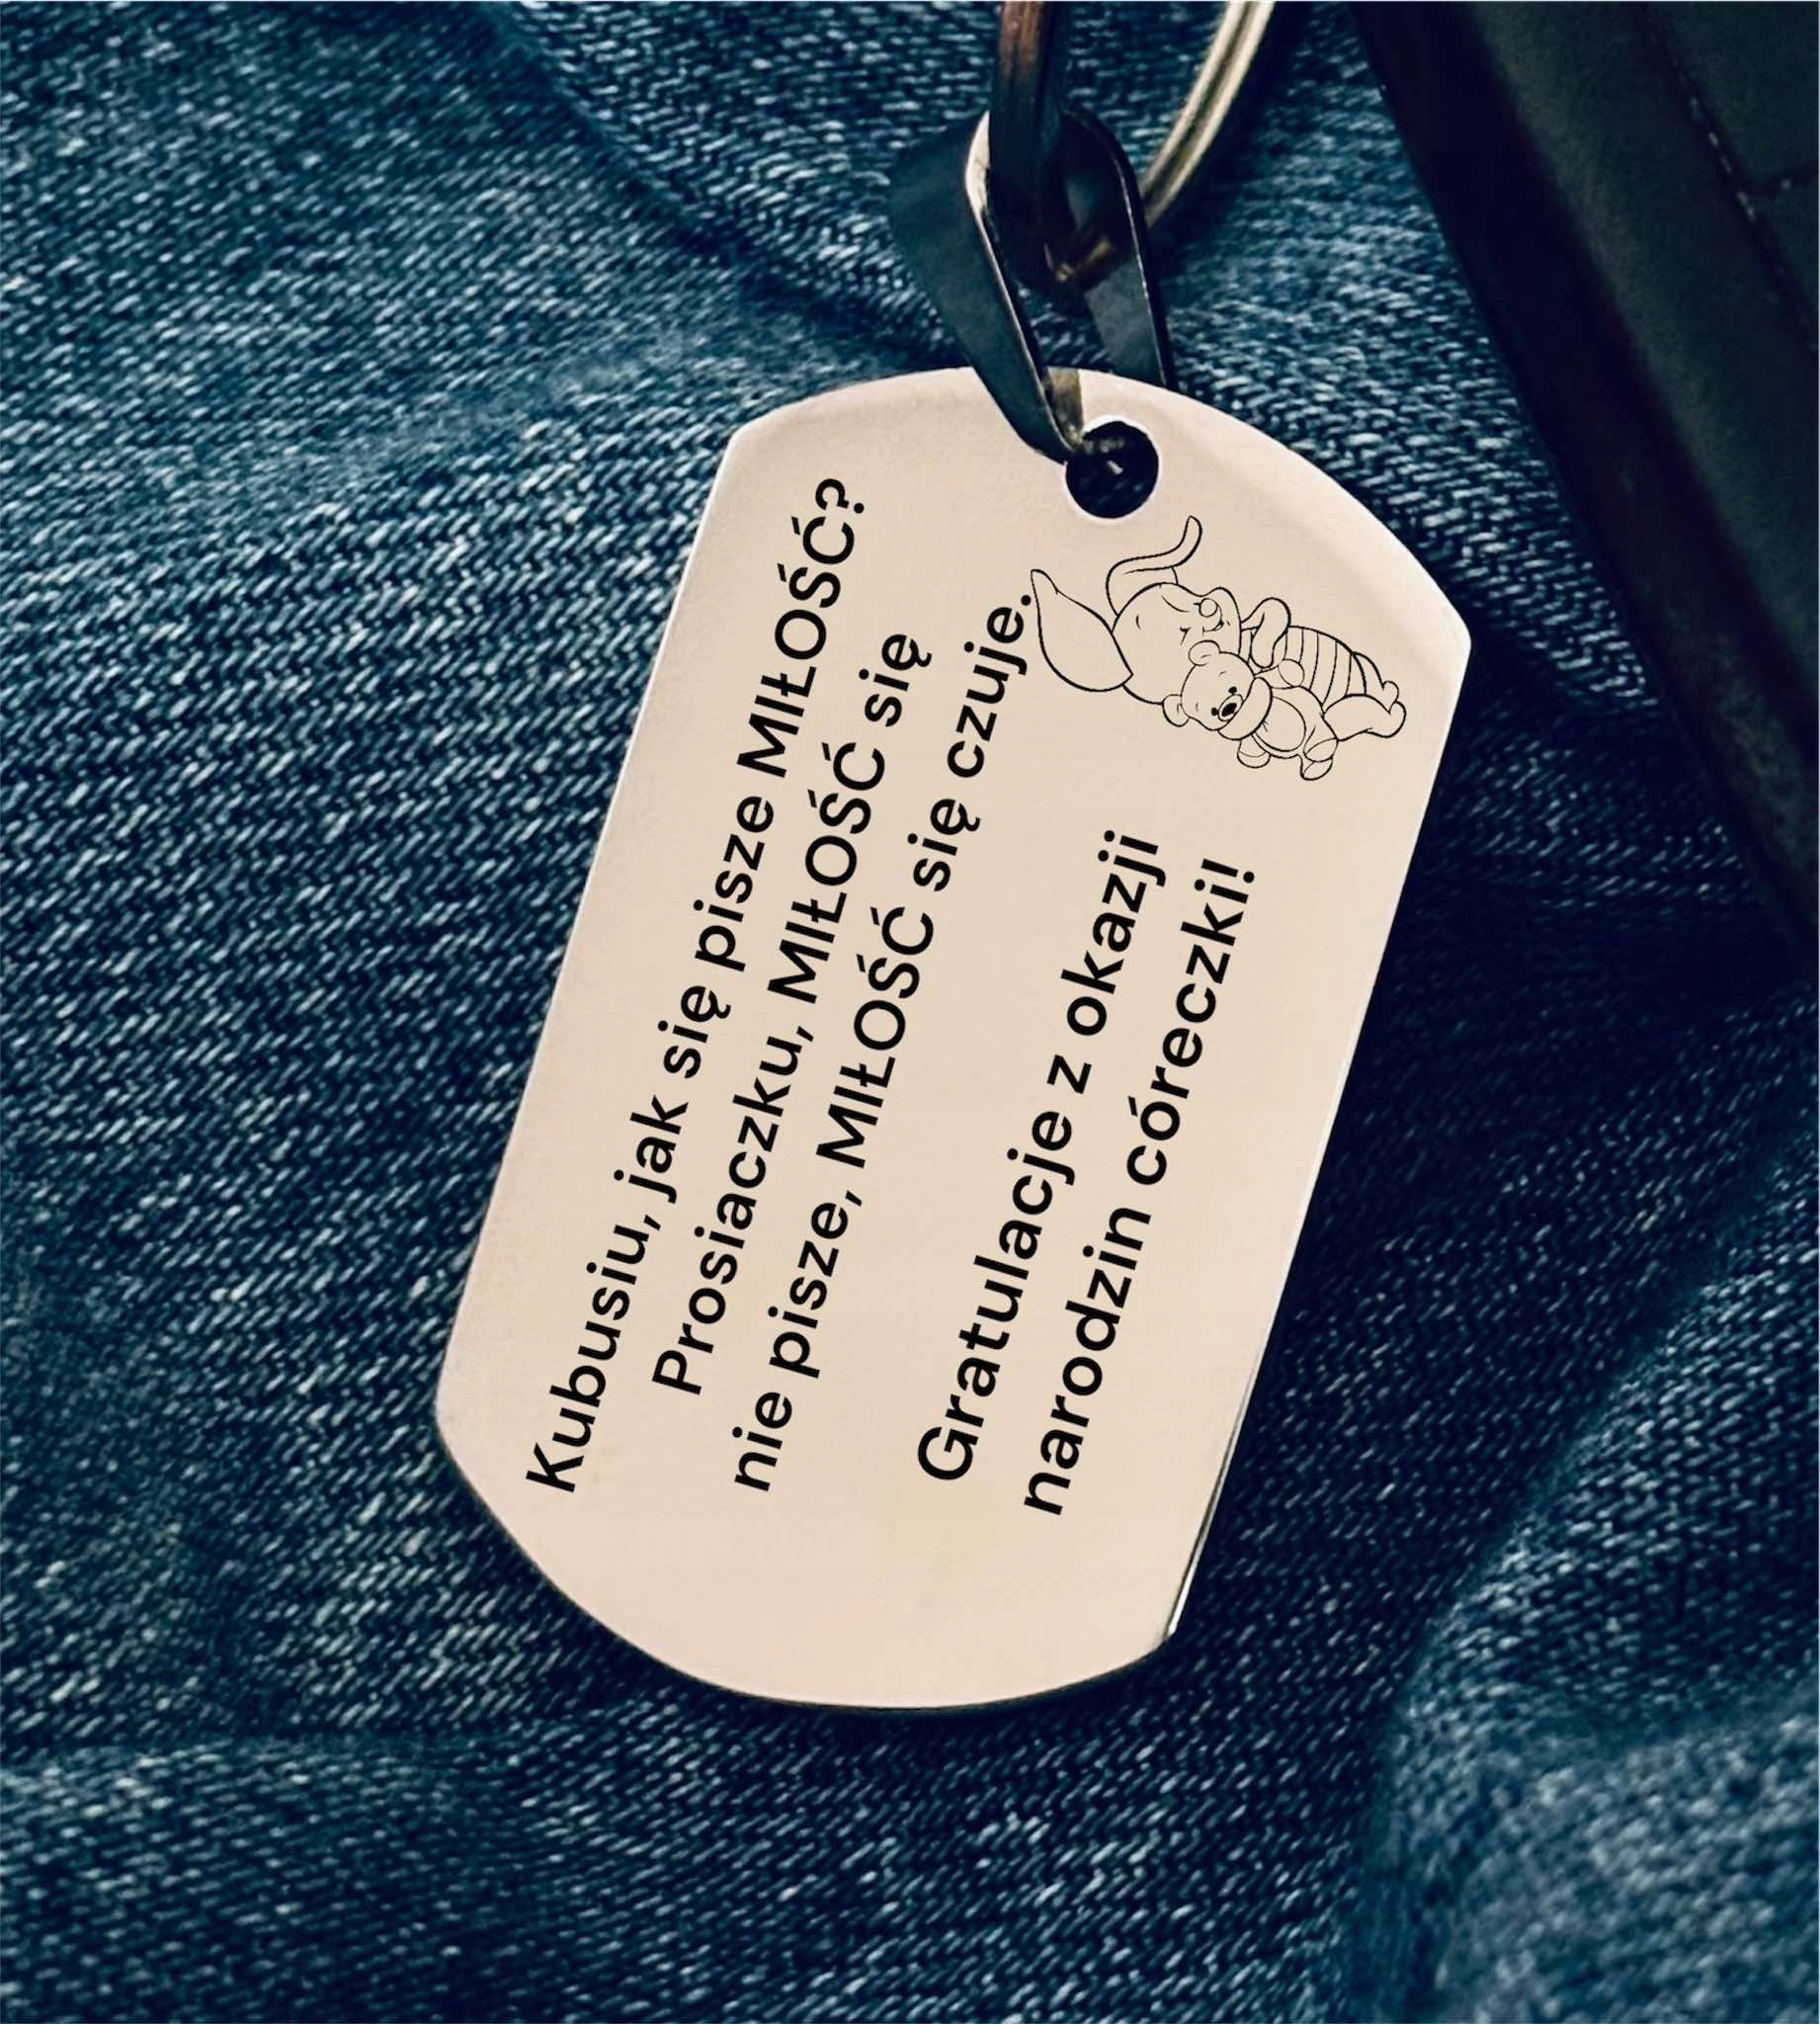 Kubusiu, jak się pisze MIŁOŚĆ?
Prosiaczku, MIŁOŚĆ się
nie pisze, MIŁOŚĆ się czuje.
Gratulacje z okazji
narodzin córeczki!